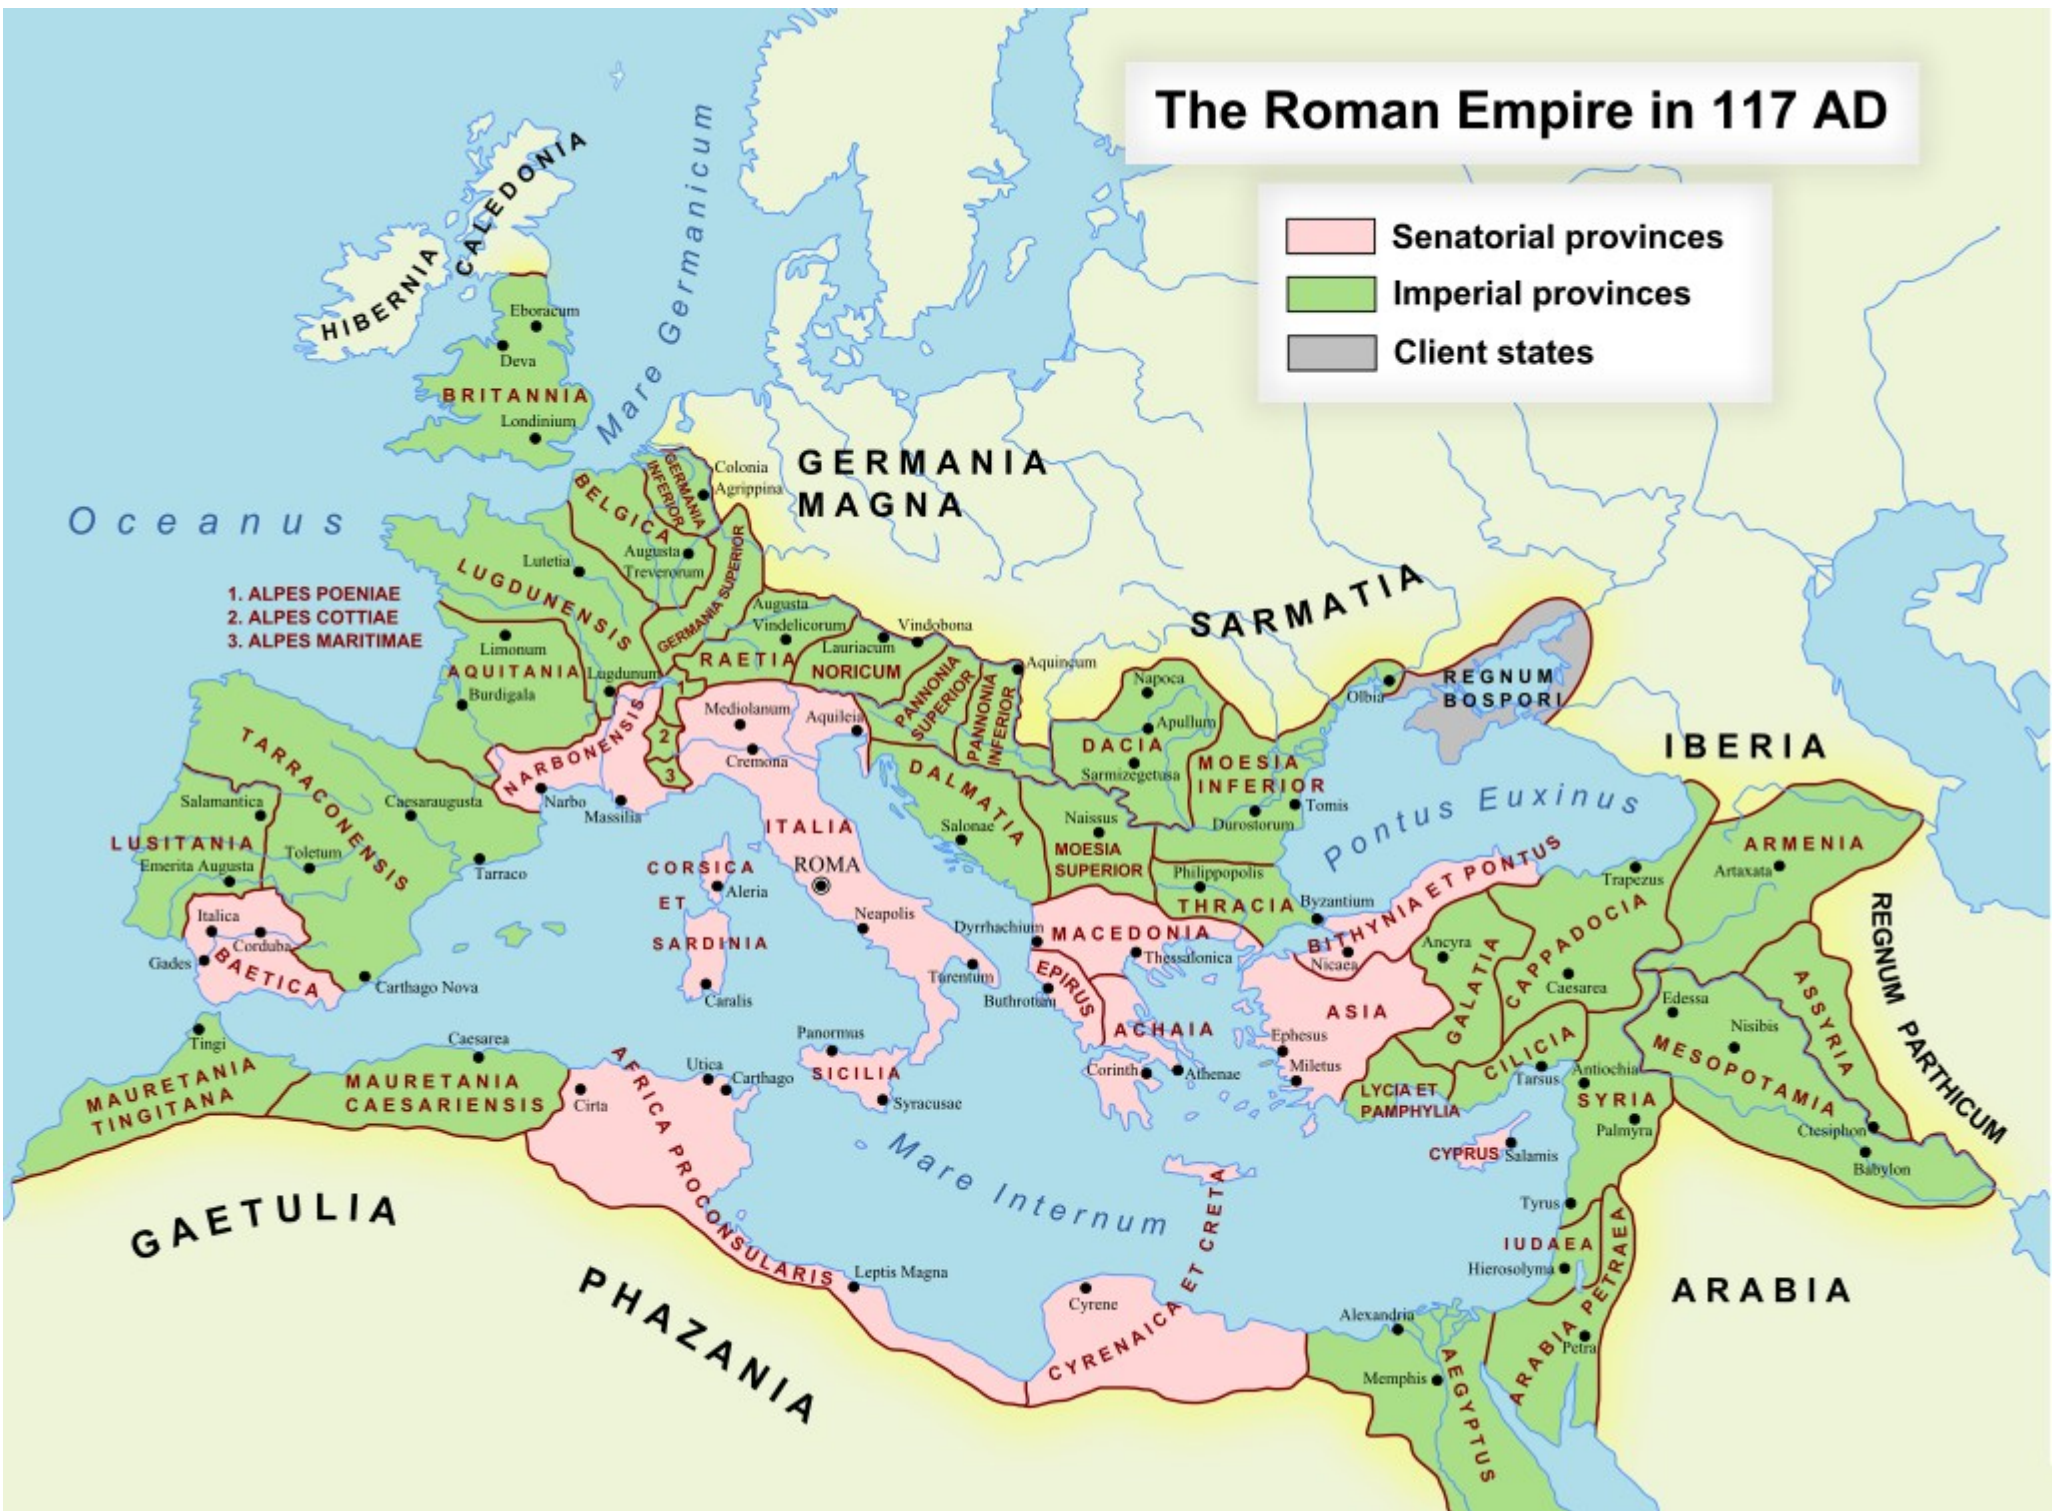 The Roman Empire in 117 AD
Senatorial provinces
Imperial provinces
Client states
CALEDONIA
HIBERNIA
Mare Germanicum
Eboracum
Deva
BRITANNIA
Londinium
Oceanus
GERMANIA
MAGNA
GERMANIA
INFERIOR
Colonia
Agrippina
BELGICA
Augusta
Treverorum
GERMANIA SUPERIOR
Lutetia
LUGDUNENSIS
1. ALPES POENIAE
2. ALPES COTTIAE
3. ALPES MARITIMAE
Limonum
AQUITANIA
Lugdunum
Burdigala
Augusta
Vindelicorum
RAETIA
Lauriacum
Vindobona
NORICUM
PANNONIA
SUPERIOR
PANNONIA
INFERIOR
Aquincum
SARMATIA
Napoca
Apullum
DACIA
Sarmizegetusa
MOESIA
INFERIOR
Tomis
Durostorum
Olbia
REGNUM
BOSPORI
IBERIA
Pontus Euxinus
1
2
3
NARBONENSIS
Narbo
Massilia
Mediolanum
Aquileia
Cremona
ITALIA
ROMA
Neapolis
Tarentum
DALMATIA
Salonae
Naissus
MOESIA
SUPERIOR
Philippopolis
THRACIA
Byzantium
TARRACONENSIS
Salamantica
Caesaraugusta
LUSITANIA
Emerita Augusta
Toletum
Tarraco
Italica
Corduba
Gades
BAETICA
Carthago Nova
CORSICA
ET
SARDINIA
Aleria
Caralis
Dyrrhachium
MACEDONIA
Thessalonica
EPIRUS
Buthrotum
ACHAIA
Corinth
Athenae
BITHYNIA ET PONTUS
Nicaea
Trapezus
ARMENIA
Artaxata
Ancyra
GALATIA
CAPPADOCIA
Caesarea
ASIA
Ephesus
Miletus
LYCIA ET
PAMPHYLIA
CILICIA
Tarsus
Antiochia
SYRIA
Palmyra
Edessa
Nisibis
MESOPOTAMIA
ASSYRIA
Ctesiphon
Babylon
REGNUM PARTHICUM
Tingi
MAURETANIA
TINGITANA
Caesarea
MAURETANIA
CAESARIENSIS
Cirta
Utica
Carthago
AFRICA PROCONSULARIS
Panormus
SICILIA
Syracusae
Mare Internum
CYPRUS
Salamis
Tyrus
IUDAEA
Hierosolyma
ARABIA PETRAEA
Petra
ARABIA
GAETULIA
PHAZANIA
Leptis Magna
Cyrene
CYRENAICA ET CRETA
Alexandria
Memphis
AEGYPTUS